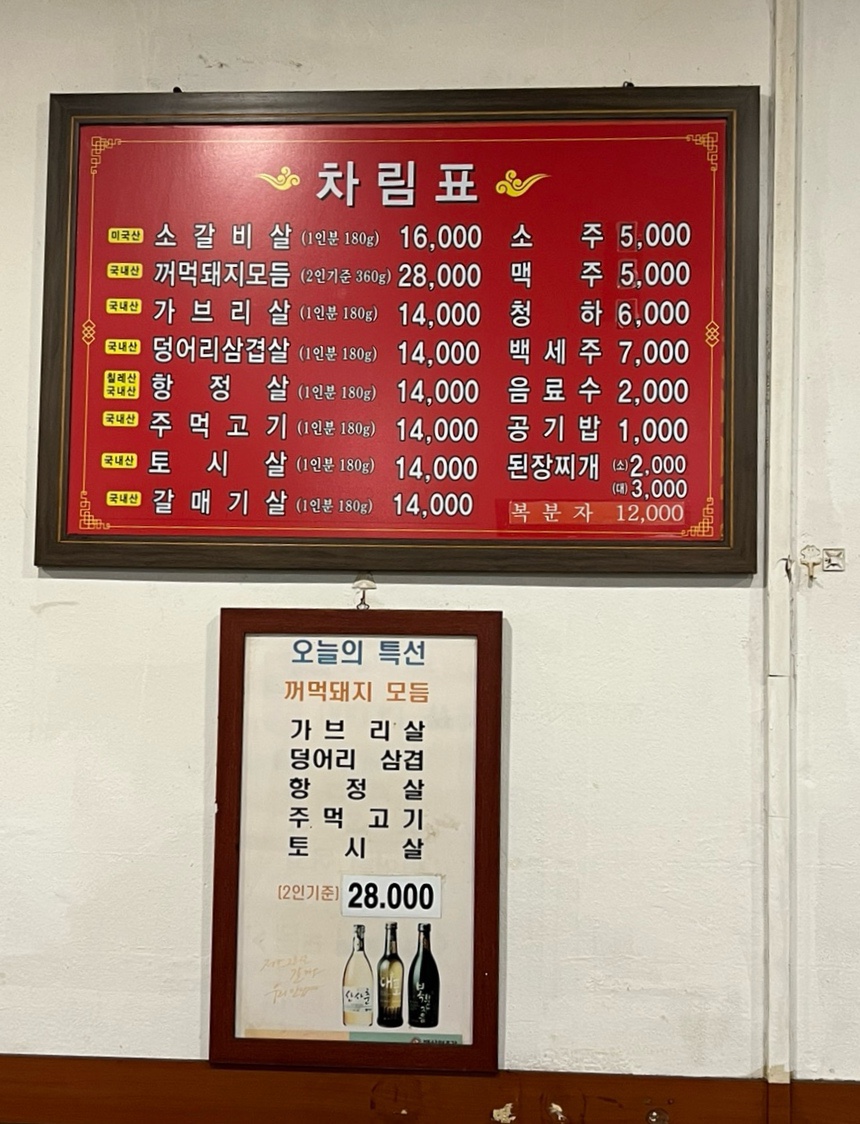 차림표
미국산 소갈비살 (1인분 180g) 16,000
국내산 꺼먹돼지모듬 (2인기준 360g) 28,000
국내산 가브리살 (1인분 180g) 14,000
국내산 덩어리삼겹살 (1인분 180g) 14,000
칠레산 국내산 항정살 (1인분 180g) 14,000
국내산 주먹고기 (1인분 180g) 14,000
국내산 토시살 (1인분 180g) 14,000
국내산 갈매기살 (1인분 180g) 14,000
소주 5,000
맥주 5,000
청하 6,000
백세주 7,000
음료수 2,000
공기밥 1,000
된장찌개 (소) 2,000
(대) 3,000
복분자 12,000
오늘의 특선
꺼먹돼지 모듬
가브리살
덩어리 삼겹
항정살
주먹고기
토시살
(2인기준) 28.000
산사춘